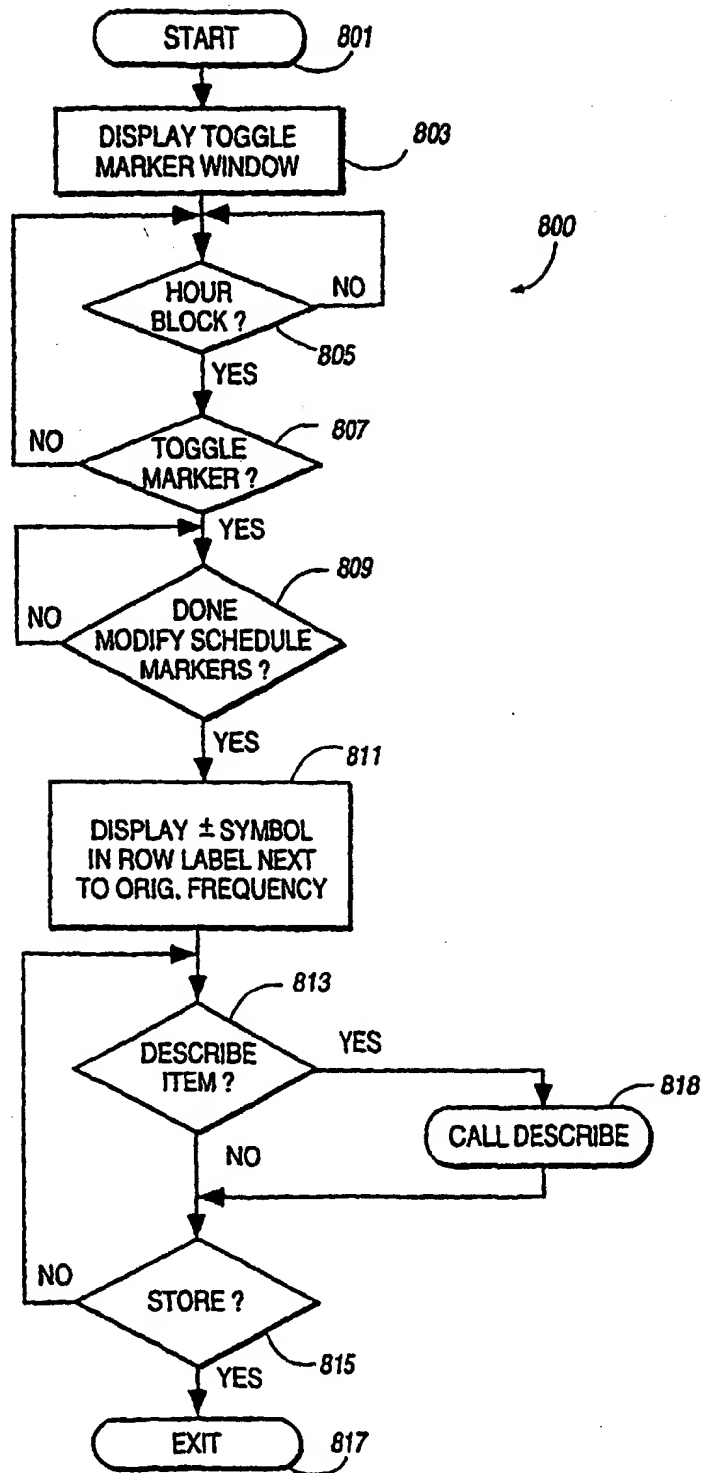 START
801
DISPLAY TOGGLE
MARKER WINDOW
803
800
HOUR
BLOCK ?
NO
805
YES
807
NO
TOGGLE
MARKER ?
YES
809
NO
DONE
MODIFY SCHEDULE
MARKERS ?
YES
811
DISPLAY ± SYMBOL
IN ROW LABEL NEXT
TO ORIG. FREQUENCY
813
DESCRIBE
ITEM ?
YES
818
CALL DESCRIBE
NO
NO
STORE ?
815
YES
EXIT
817